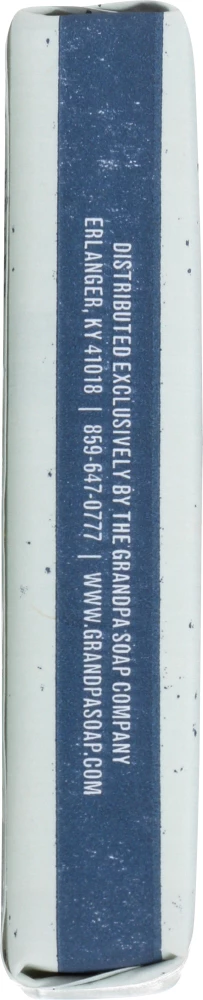 DISTRIBUTED EXCLUSIVELY BY THE GRANDPA SOAP COMPANY
ERLANGER, KY 41018 | 859-647-0777 | WWW.GRANDPASOAP.COM